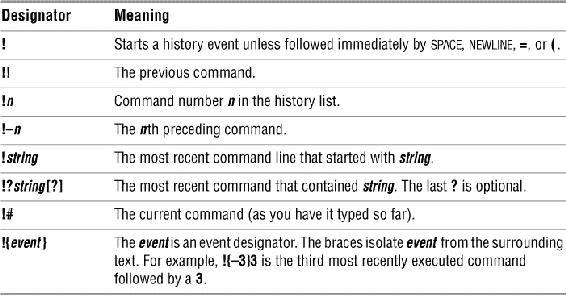 Designator Meaning
! Starts a history event unless followed immediately by SPACE, NEWLINE, =, or (.
!! The previous command.
!n Command number n in the history list.
!–n The nth preceding command.
!string The most recent command line that started with string.
!?string[?] The most recent command that contained string. The last ? is optional.
!# The current command (as you have it typed so far).
!{event} The event is an event designator. The braces isolate event from the surrounding
text. For example, !{–3}3 is the third most recently executed command
followed by a 3.